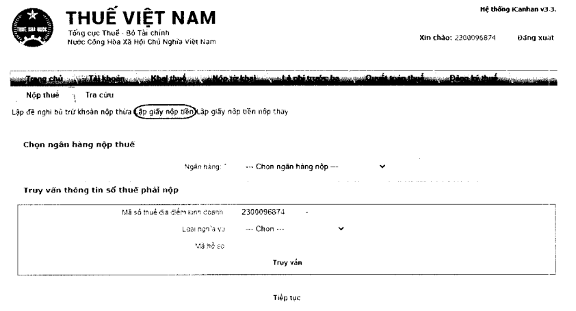 THUẾ VIỆT NAM
Tổng cục Thuế - Bộ Tài chính
Nước Cộng Hòa Xã Hội Chủ Nghĩa Việt Nam
Hệ thống iCanhan v3.3.
Xin chào: 2300096874 Đăng xuất
Trang chủ Tài khoản Khai thuế Nộp tờ khai Lệ phí trước bạ Quyết toán thuế Đăng ký thuế
Nộp thuế Tra cứu
Lập đề nghị bù trừ khoản nộp thừa Lập giấy nộp tiền Lập giấy nộp tiền nộp thay
Chọn ngân hàng nộp thuế
Ngân hàng: * --- Chọn ngân hàng nộp ---
Truy vấn thông tin số thuế phải nộp
Mã số thuế địa điểm kinh doanh 2300096874 -
Loại nghĩa vụ --- Chọn ---
Mã hồ sơ
Truy vấn
Tiếp tục